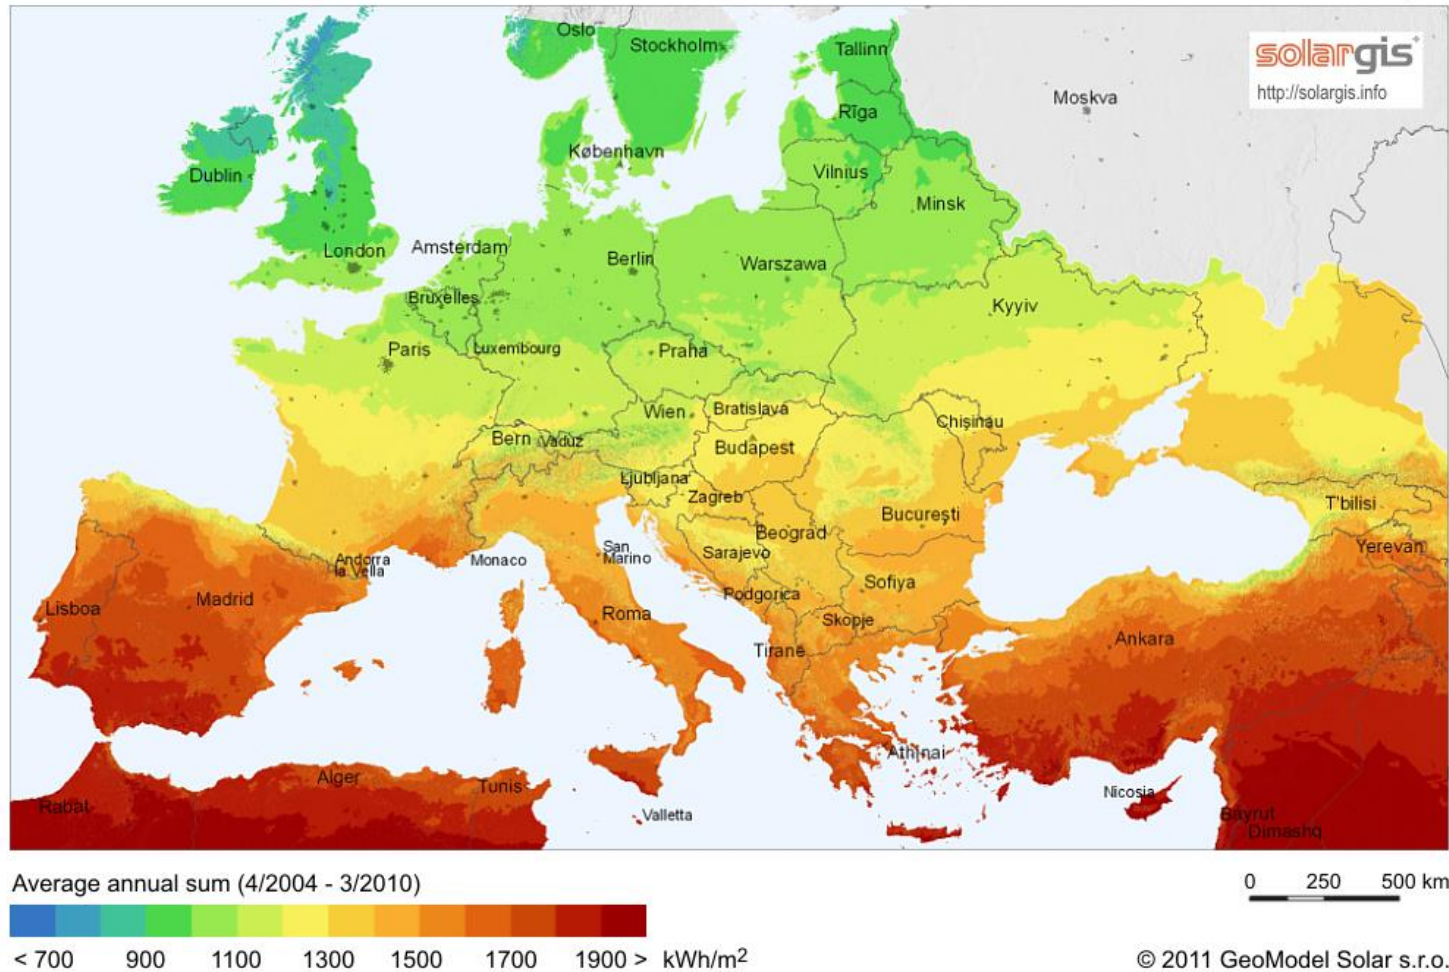 Oslo
Stockholm
Tallinn
solargis
http://solargis.info
Moskva
Rīga
København
Dublin
Vilnius
Minsk
London
Amsterdam
Berlin
Warszawa
Bruxelles
Kyyiv
Paris
Luxembourg
Praha
Wien
Bratislava
Bern
Vaduz
Budapest
Chișinau
Ljubljana
Zagreb
T'bilisi
București
Beograd
San
Marino
Sarajevo
Yerevan
Andorra
la Vella
Monaco
Sofiya
Podgorica
Madrid
Lisboa
Roma
Skopje
Ankara
Tiranë
Athínai
Alger
Tunis
Nicosia
Rabat
Valletta
Bayrut
Dimashq
Average annual sum (4/2004 - 3/2010)
0 250 500 km
< 700 900 1100 1300 1500 1700 1900 > kWh/m²
© 2011 GeoModel Solar s.r.o.